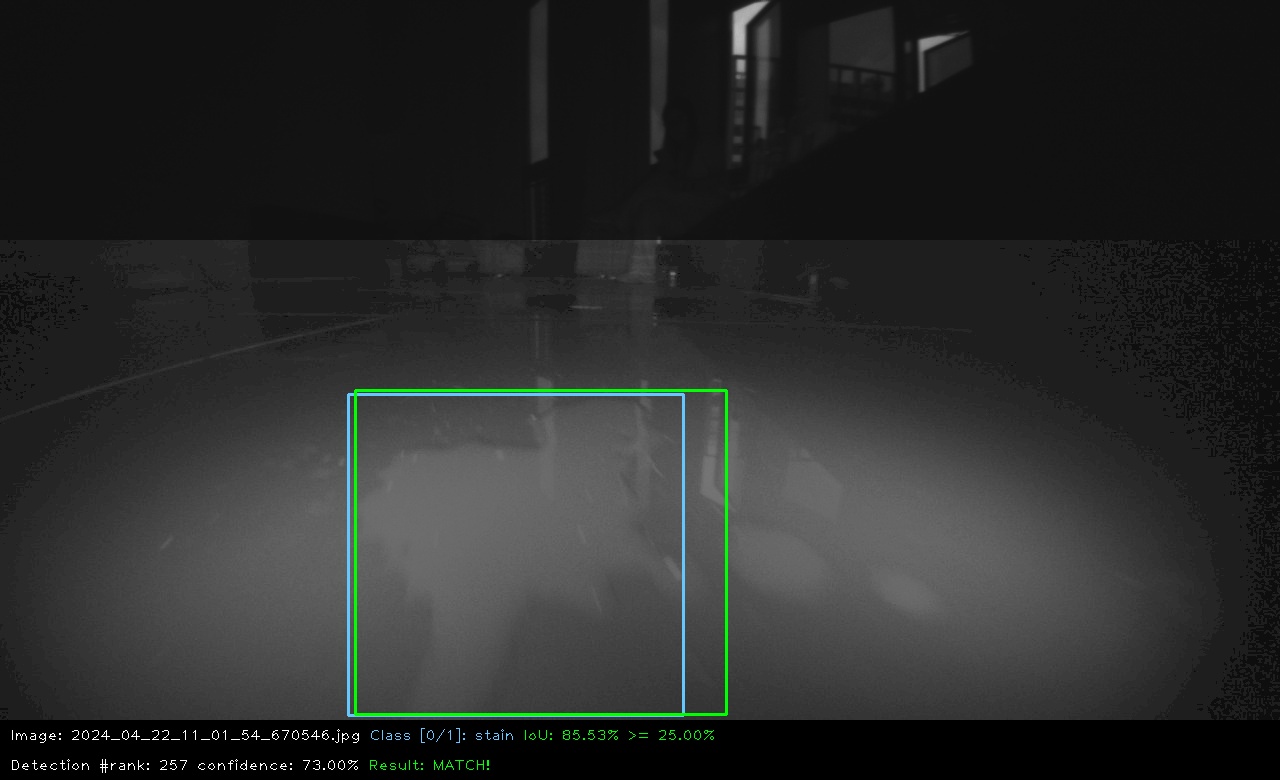 Image: 2024_04_22_11_01_54_670546.jpg Class [0/1]: stain IoU: 85.53% >= 25.00%
Detection #rank: 257 confidence: 73.00% Result: MATCH!